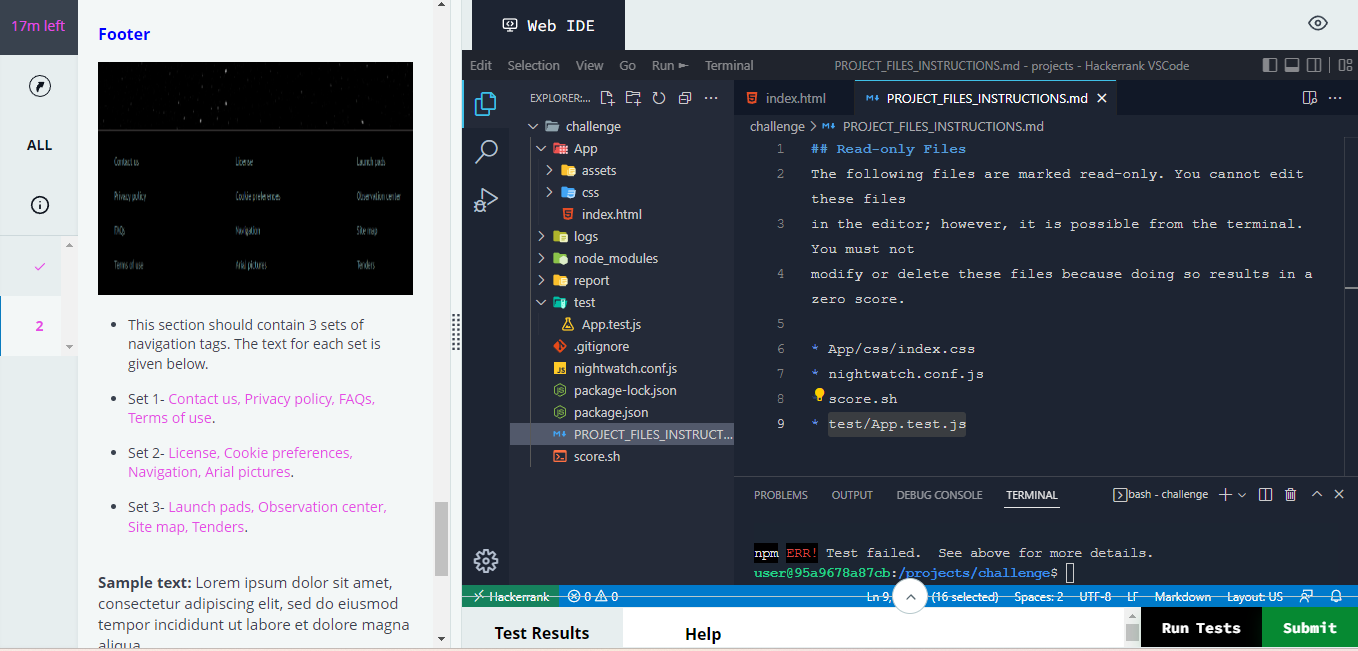 17m left
ALL
2
Footer
Contact us License Launch pads
Privacy policy Cookie preferences Observation center
FAQs Navigation Site map
Terms of use Arial pictures Tenders
This section should contain 3 sets of
navigation tags. The text for each set is
given below.
Set 1- Contact us, Privacy policy, FAQs,
Terms of use.
Set 2- License, Cookie preferences,
Navigation, Arial pictures.
Set 3- Launch pads, Observation center,
Site map, Tenders.
Sample text: Lorem ipsum dolor sit amet,
consectetur adipiscing elit, sed do eiusmod
tempor incididunt ut labore et dolore magna
aliqua
Web IDE
Edit Selection View Go Run Terminal PROJECT_FILES_INSTRUCTIONS.md - projects - Hackerrank VSCode
EXPLORER:...
challenge
App
assets
css
index.html
logs
node_modules
report
test
App.test.js
.gitignore
nightwatch.conf.js
package-lock.json
package.json
PROJECT_FILES_INSTRUCT...
score.sh
index.html PROJECT_FILES_INSTRUCTIONS.md
challenge > PROJECT_FILES_INSTRUCTIONS.md
1 ## Read-only Files
2 The following files are marked read-only. You cannot edit
these files
3 in the editor; however, it is possible from the terminal.
You must not
4 modify or delete these files because doing so results in a
zero score.
5
6 * App/css/index.css
7 * nightwatch.conf.js
8 score.sh
9 * test/App.test.js
PROBLEMS OUTPUT DEBUG CONSOLE TERMINAL bash - challenge
npm ERR! Test failed. See above for more details.
user@95a9678a87cb:/projects/challenge$
Hackerrank 0 0 Ln 9, (16 selected) Spaces: 2 UTF-8 LF Markdown Layout: US
Test Results Help Run Tests Submit